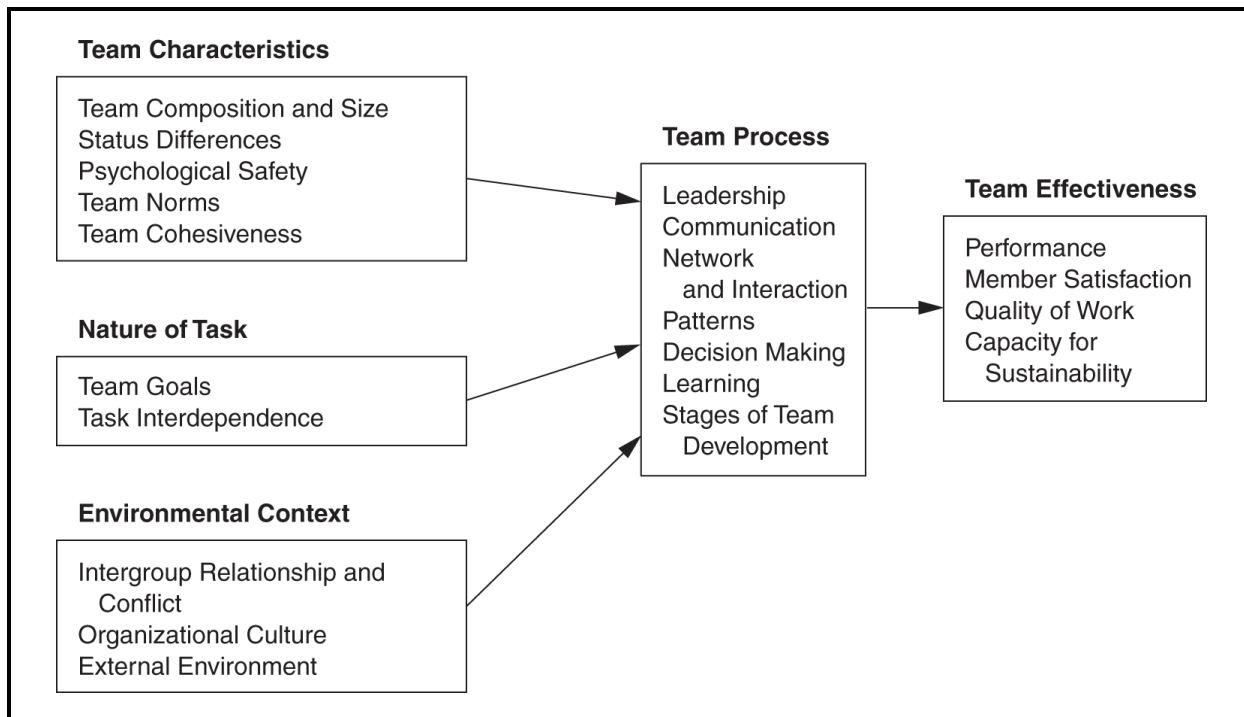 Team Characteristics
Team Composition and Size
Status Differences
Psychological Safety
Team Norms
Team Cohesiveness
Nature of Task
Team Goals
Task Interdependence
Environmental Context
Intergroup Relationship and
Conflict
Organizational Culture
External Environment
Team Process
Leadership
Communication
Network
and Interaction
Patterns
Decision Making
Learning
Stages of Team
Development
Team Effectiveness
Performance
Member Satisfaction
Quality of Work
Capacity for
Sustainability